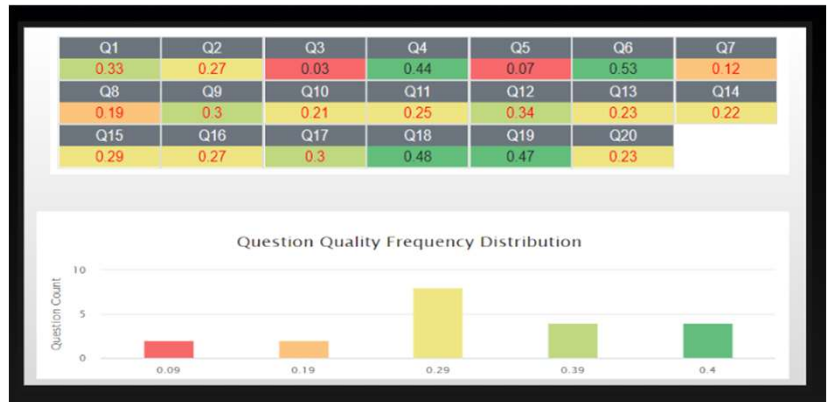 Q1 Q2 Q3 Q4 Q5 Q6 Q7
0.33 0.27 0.03 0.44 0.07 0.53 0.12
Q8 Q9 Q10 Q11 Q12 Q13 Q14
0.19 0.3 0.21 0.25 0.34 0.23 0.22
Q15 Q16 Q17 Q18 Q19 Q20
0.29 0.27 0.3 0.48 0.47 0.23
Question Quality Frequency Distribution
Question Count
10
5
0
0.09 0.19 0.29 0.39 0.4